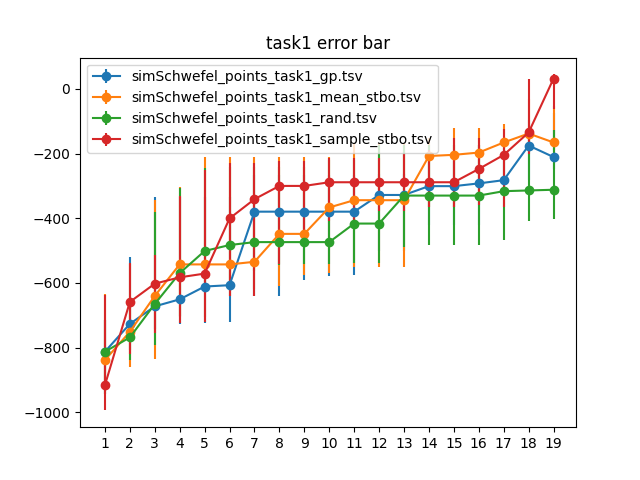 task1 error bar
simSchwefel_points_task1_gp.tsv
simSchwefel_points_task1_mean_stbo.tsv
simSchwefel_points_task1_rand.tsv
simSchwefel_points_task1_sample_stbo.tsv
0
−200
−400
−600
−800
−1000
1 2 3 4 5 6 7 8 9 10 11 12 13 14 15 16 17 18 19